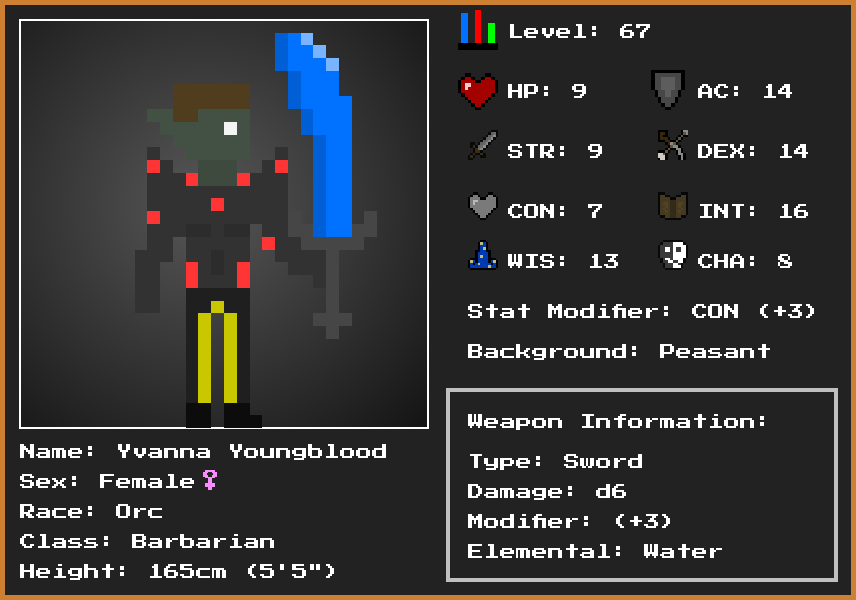 Level: 67
HP: 9
AC: 14
STR: 9
DEX: 14
CON: 7
INT: 16
WIS: 13
CHA: 8
Stat Modifier: CON (+3)
Background: Peasant
Weapon Information:
Type: Sword
Damage: d6
Modifier: (+3)
Elemental: Water
Name: Yvanna Youngblood
Sex: Female♀
Race: Orc
Class: Barbarian
Height: 165cm (5'5")